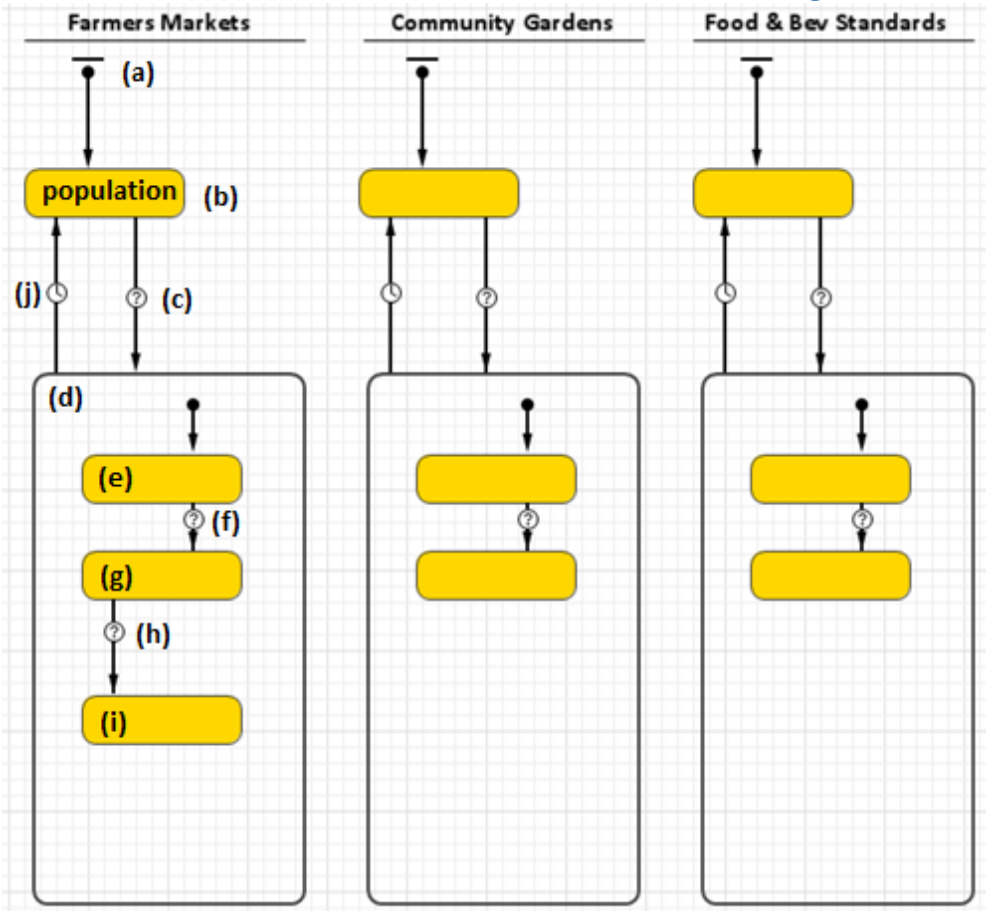 Farmers Markets
Community Gardens
Food & Bev Standards
(a)
population
(b)
(j)
?
(c)
?
?
(d)
(e)
?
(f)
?
?
(g)
?
(h)
(i)